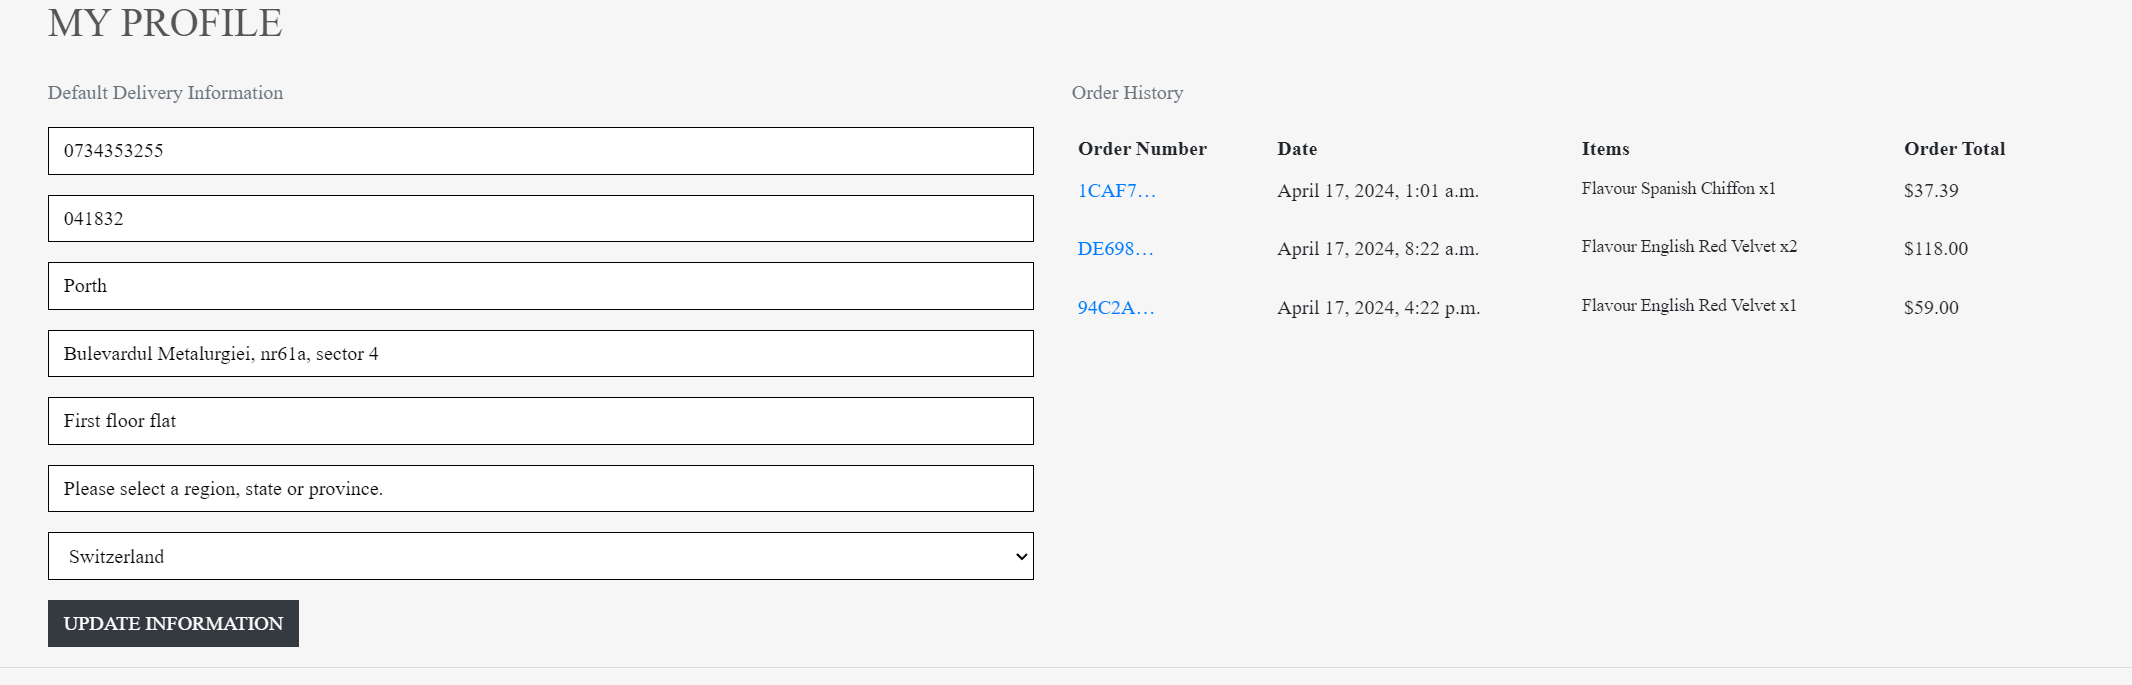 MY PROFILE
Default Delivery Information
0734353255
041832
Porth
Bulevardul Metalurgiei, nr61a, sector 4
First floor flat
Please select a region, state or province.
Switzerland
UPDATE INFORMATION
Order History
Order Number Date Items Order Total
1CAF7… April 17, 2024, 1:01 a.m. Flavour Spanish Chiffon x1 $37.39
DE698… April 17, 2024, 8:22 a.m. Flavour English Red Velvet x2 $118.00
94C2A… April 17, 2024, 4:22 p.m. Flavour English Red Velvet x1 $59.00